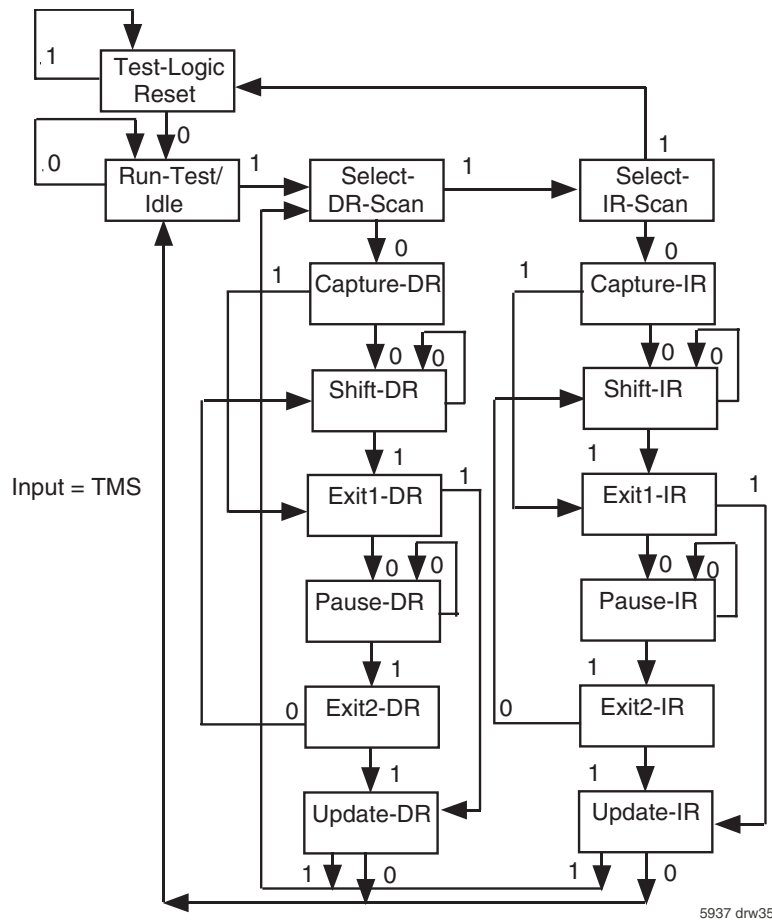 1
Test-Logic
Reset
0
1
0
Run-Test/
Idle
1
Select-
DR-Scan
1
Select-
IR-Scan
0
0
1
Capture-DR
1
Capture-IR
0
0
0
0
Shift-DR
Shift-IR
1
1
Input = TMS
Exit1-DR
1
Exit1-IR
1
0
0
0
0
Pause-DR
Pause-IR
1
1
0
Exit2-DR
0
Exit2-IR
1
1
Update-DR
Update-IR
1
0
1
0
5937 drw35